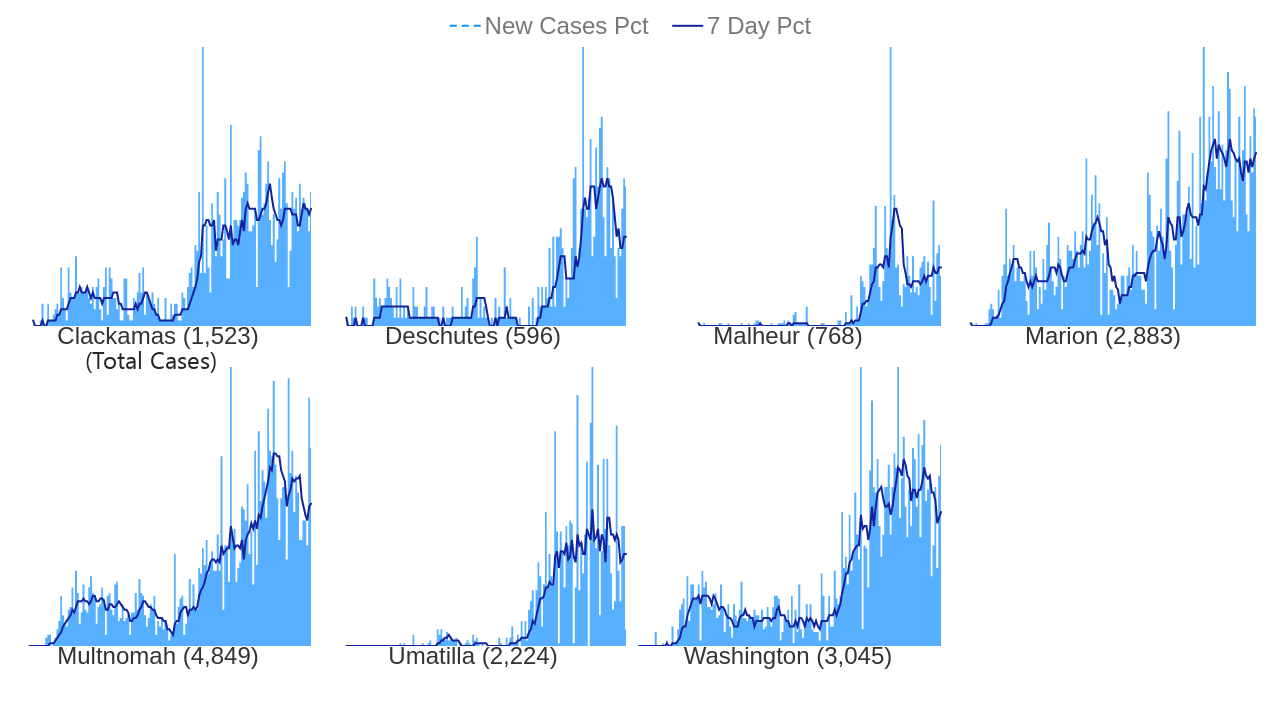 New Cases Pct 7 Day Pct
Clackamas (1,523) Deschutes (596) Malheur (768) Marion (2,883)
(Total Cases)
Multnomah (4,849) Umatilla (2,224) Washington (3,045)